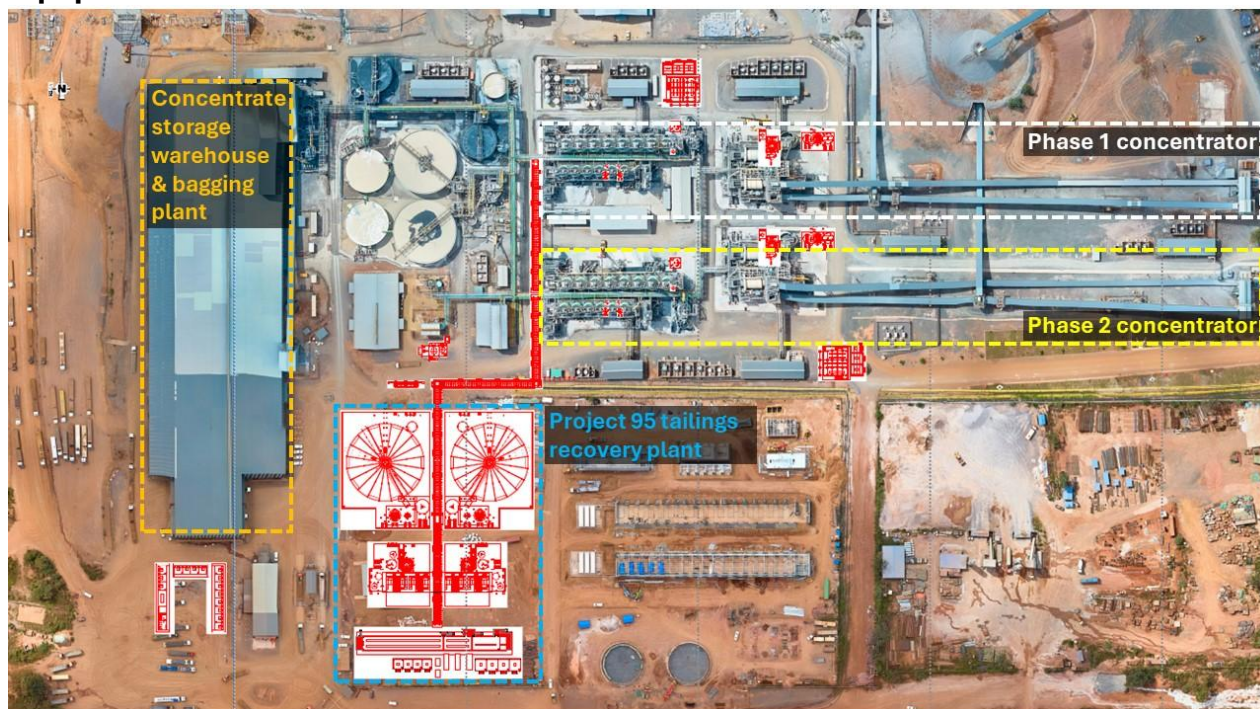 N
Concentrate
storage
warehouse
& bagging
plant
Phase 1 concentrator
Phase 2 concentrator
Project 95 tailings
recovery plant